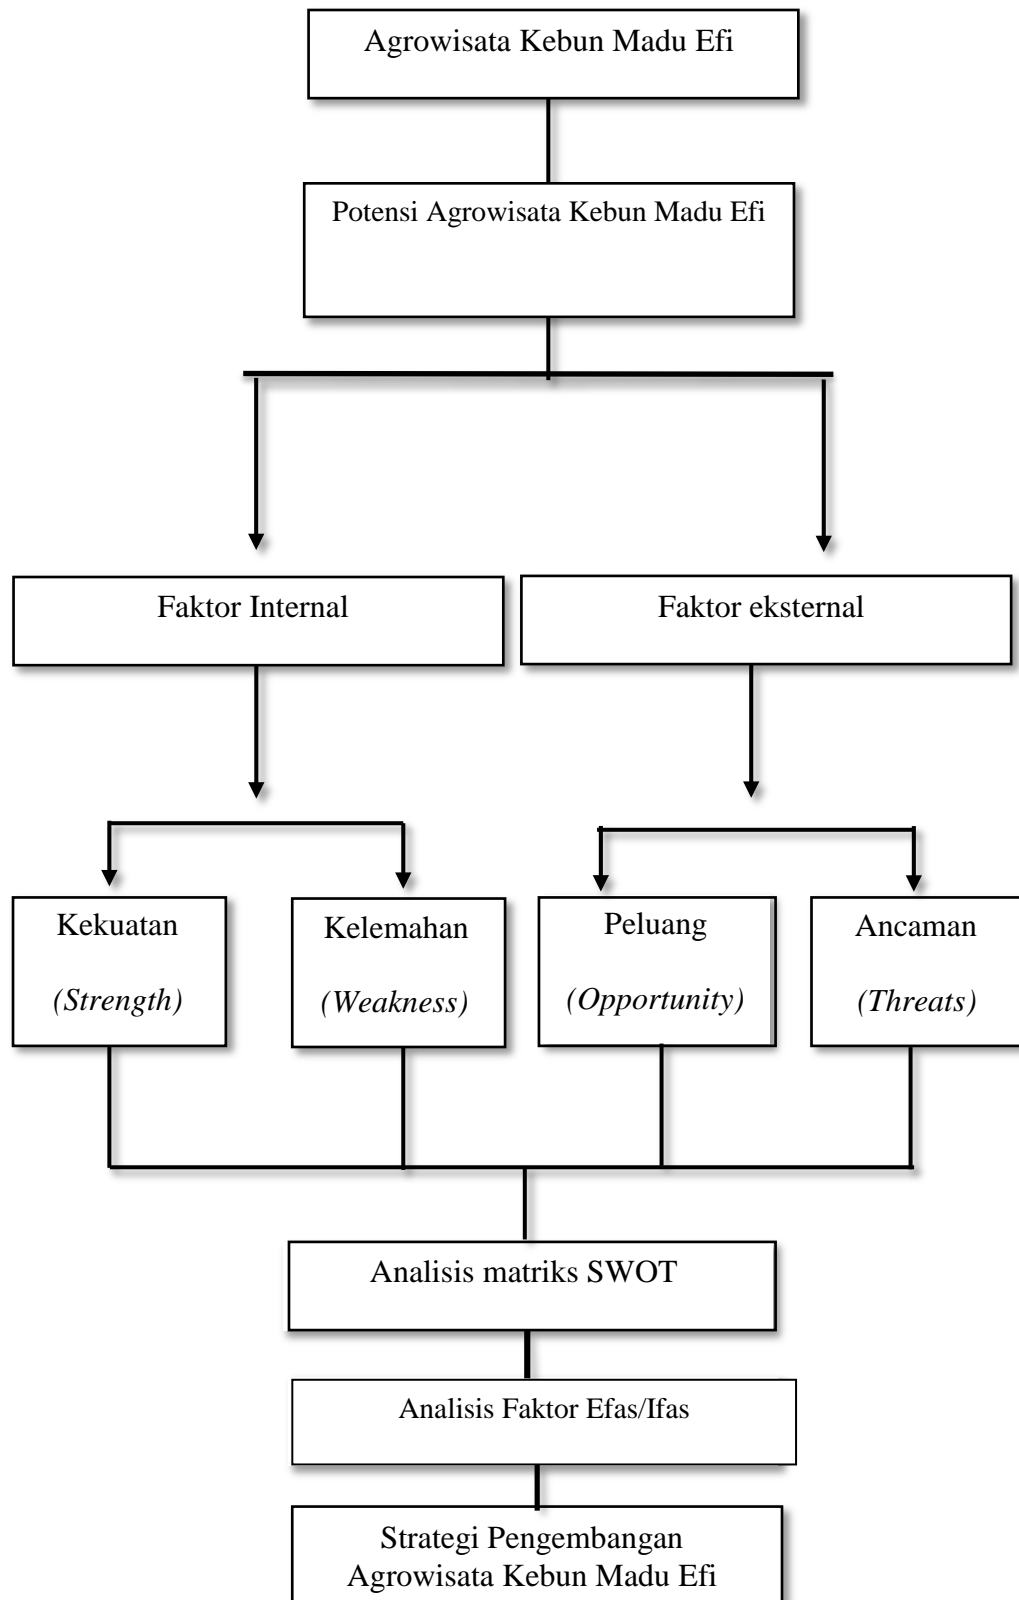 Agrowisata Kebun Madu Efi
Potensi Agrowisata Kebun Madu Efi
Faktor Internal
Faktor eksternal
Kekuatan
(Strength)
Kelemahan
(Weakness)
Peluang
(Opportunity)
Ancaman
(Threats)
Analisis matriks SWOT
Analisis Faktor Efas/Ifas
Strategi Pengembangan
Agrowisata Kebun Madu Efi